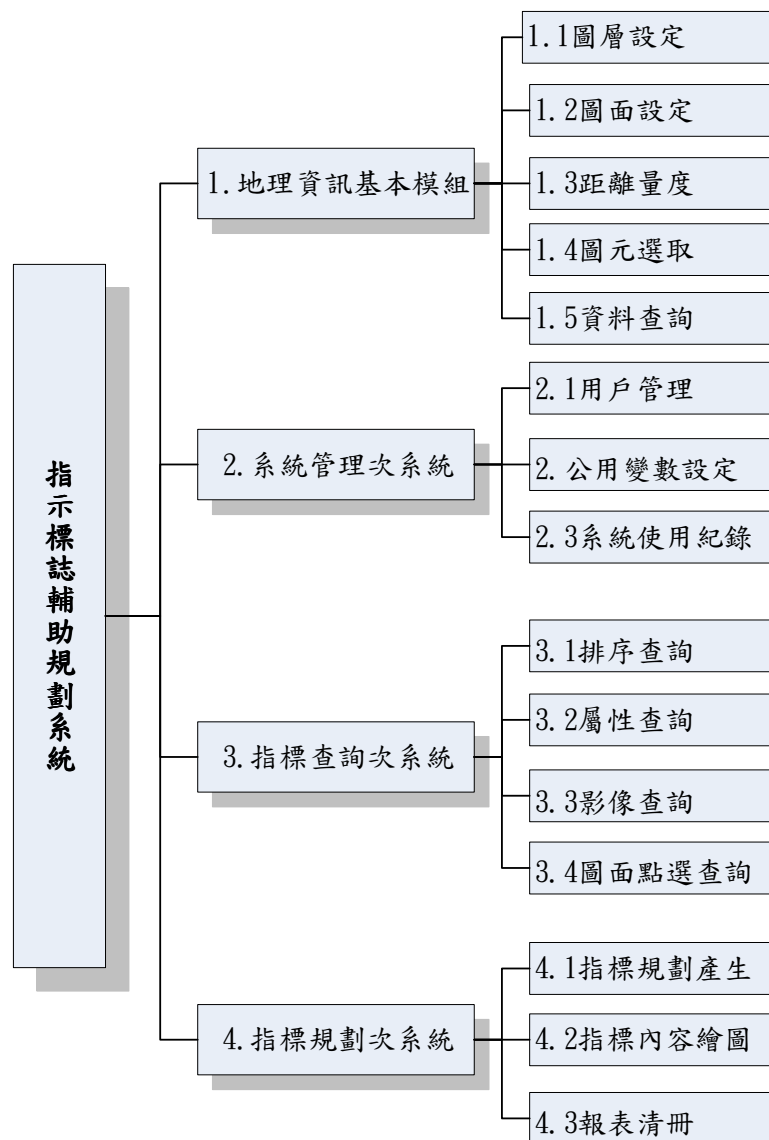 指示標誌輔助規劃系統
1.地理資訊基本模組
1.1圖層設定
1.2圖面設定
1.3距離量度
1.4圖元選取
1.5資料查詢
2.系統管理次系統
2.1用戶管理
2.公用變數設定
2.3系統使用紀錄
3.指標查詢次系統
3.1排序查詢
3.2屬性查詢
3.3影像查詢
3.4圖面點選查詢
4.指標規劃次系統
4.1指標規劃產生
4.2指標內容繪圖
4.3報表清冊